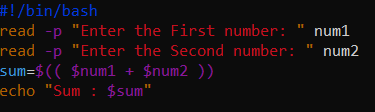 #!/bin/bash
read -p "Enter the First number: " num1
read -p "Enter the Second number: " num2
sum=$(( $num1 + $num2 ))
echo "Sum : $sum"